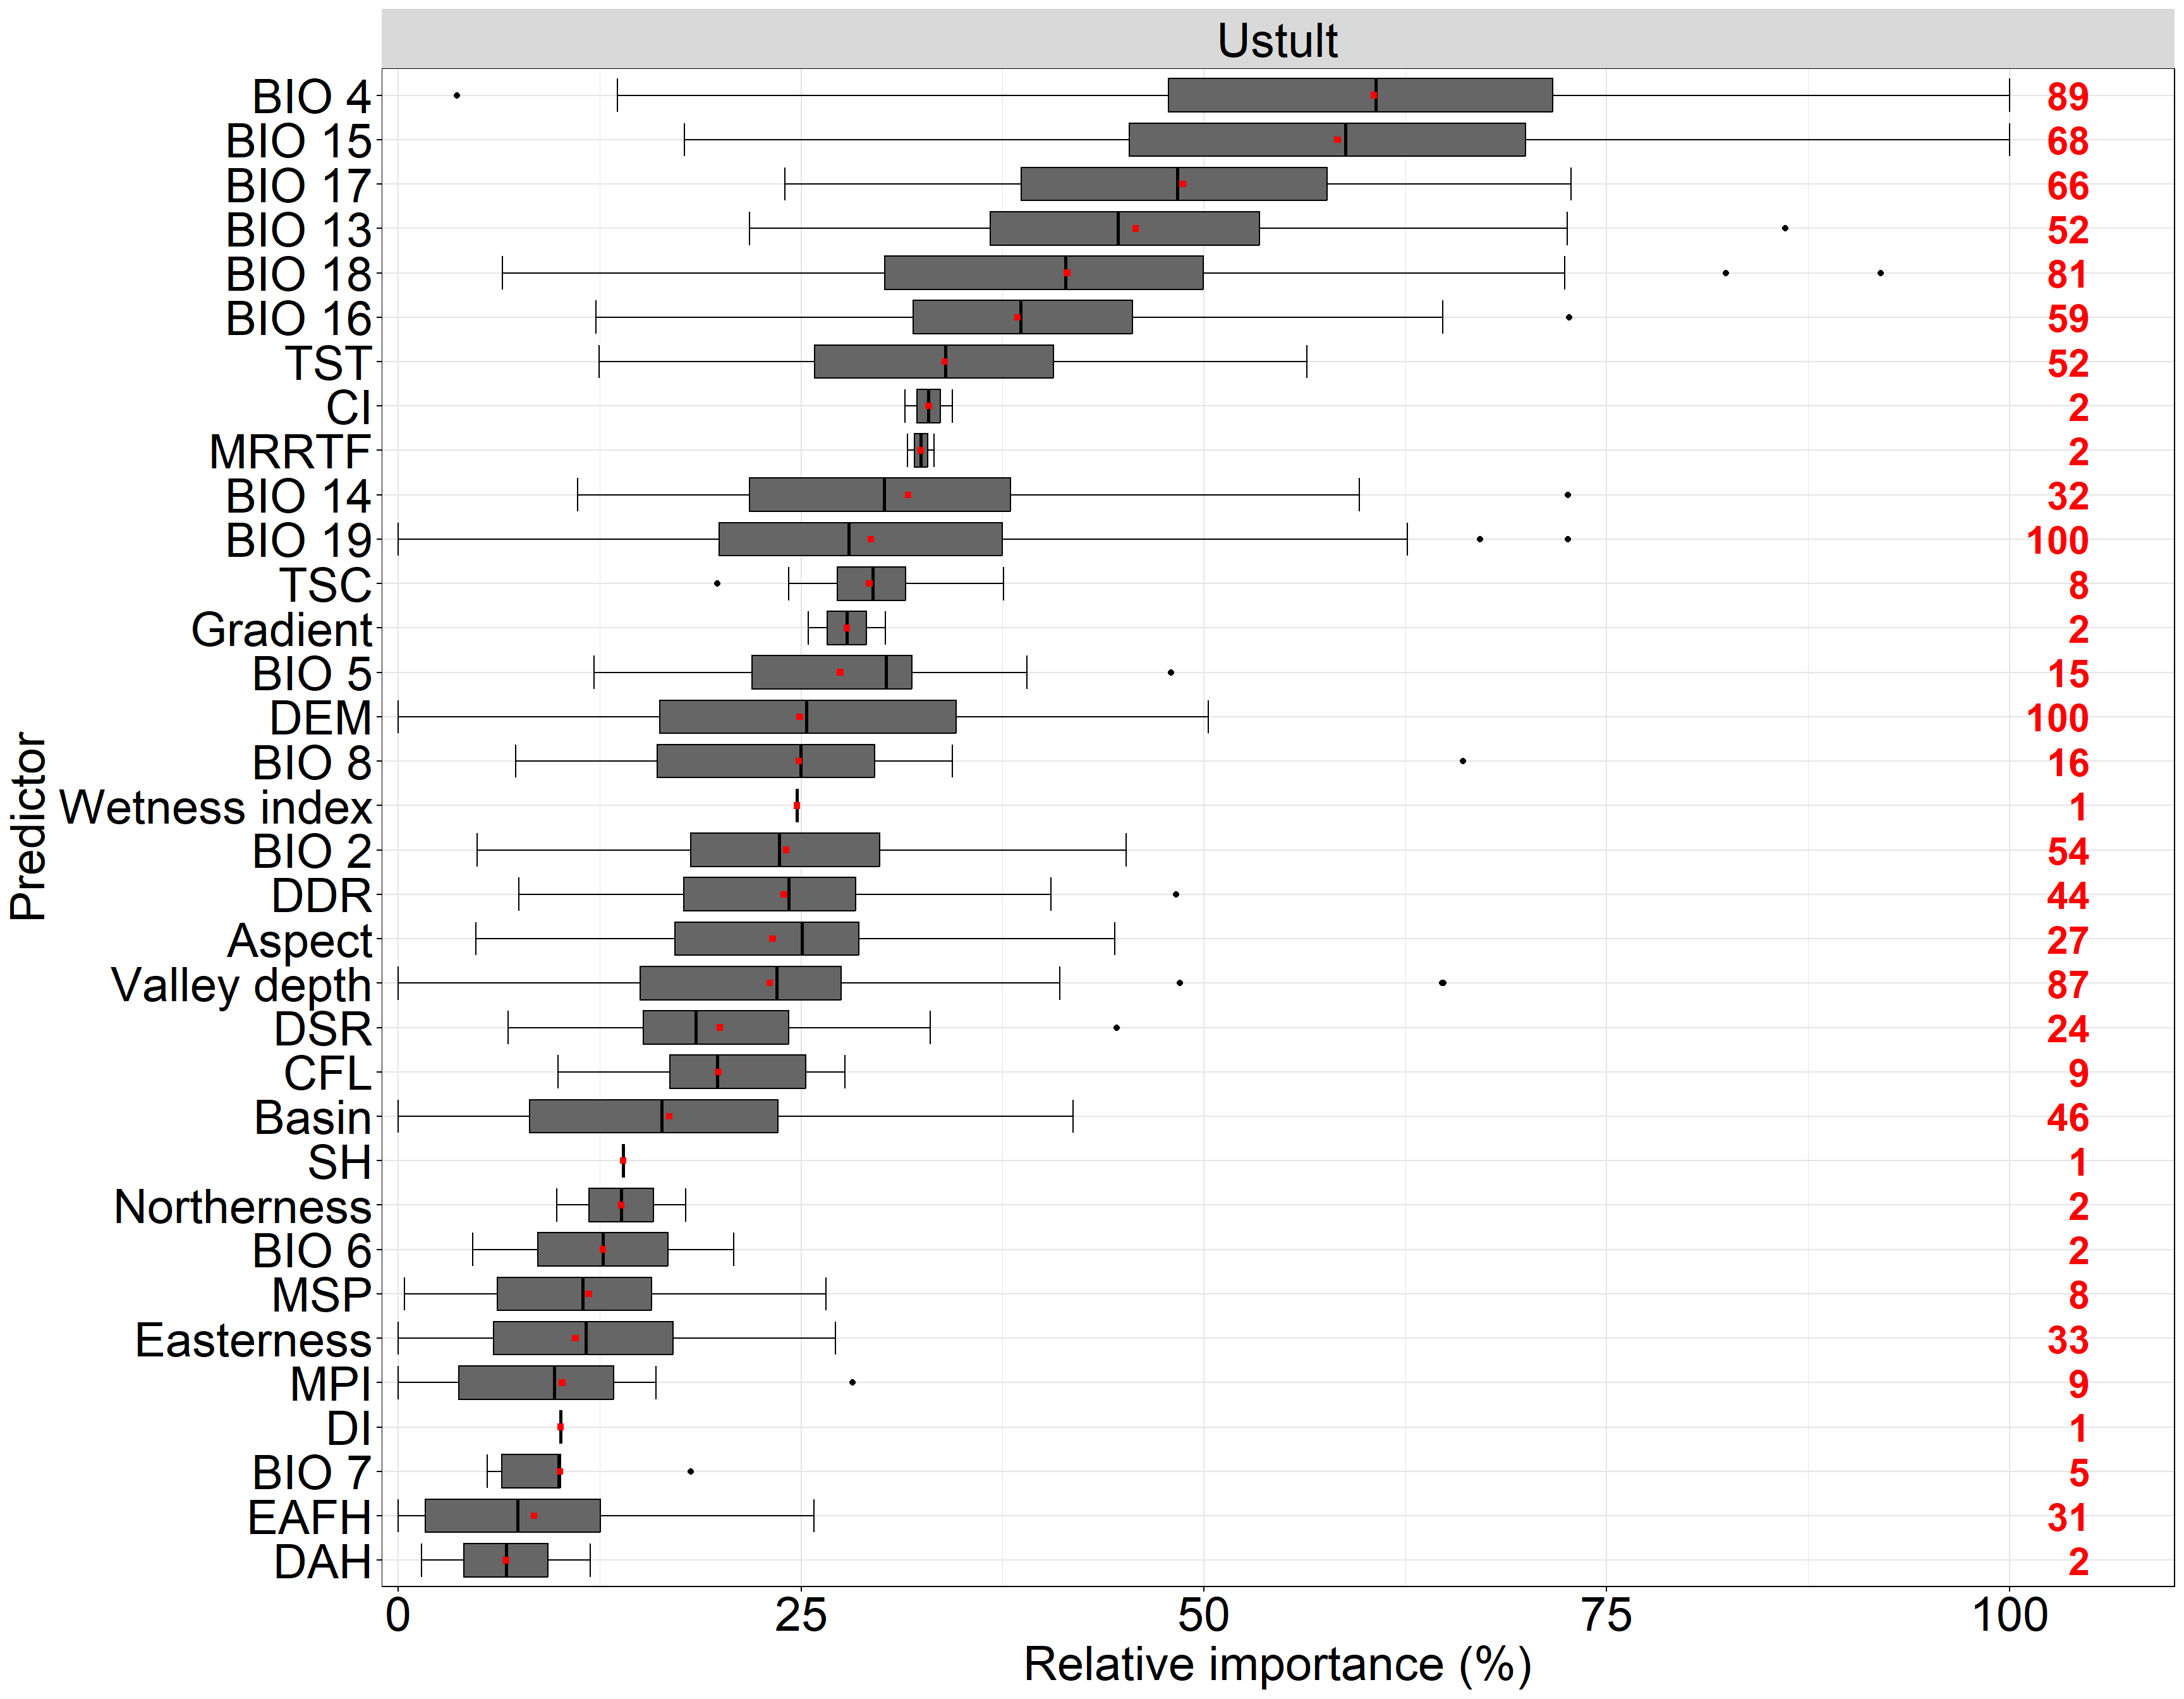 Ustult
BIO 4 89
BIO 15 68
BIO 17 66
BIO 13 52
BIO 18 81
BIO 16 59
TST 52
CI 2
MRRTF 2
BIO 14 32
BIO 19 100
TSC 8
Gradient 2
BIO 5 15
DEM 100
BIO 8 16
Wetness index 1
BIO 2 54
DDR 44
Aspect 27
Valley depth 87
DSR 24
CFL 9
Basin 46
SH 1
Northerness 2
BIO 6 2
MSP 8
Easterness 33
MPI 9
DI 1
BIO 7 5
EAFH 31
DAH 2
Predictor
0 25 50 75 100
Relative importance (%)